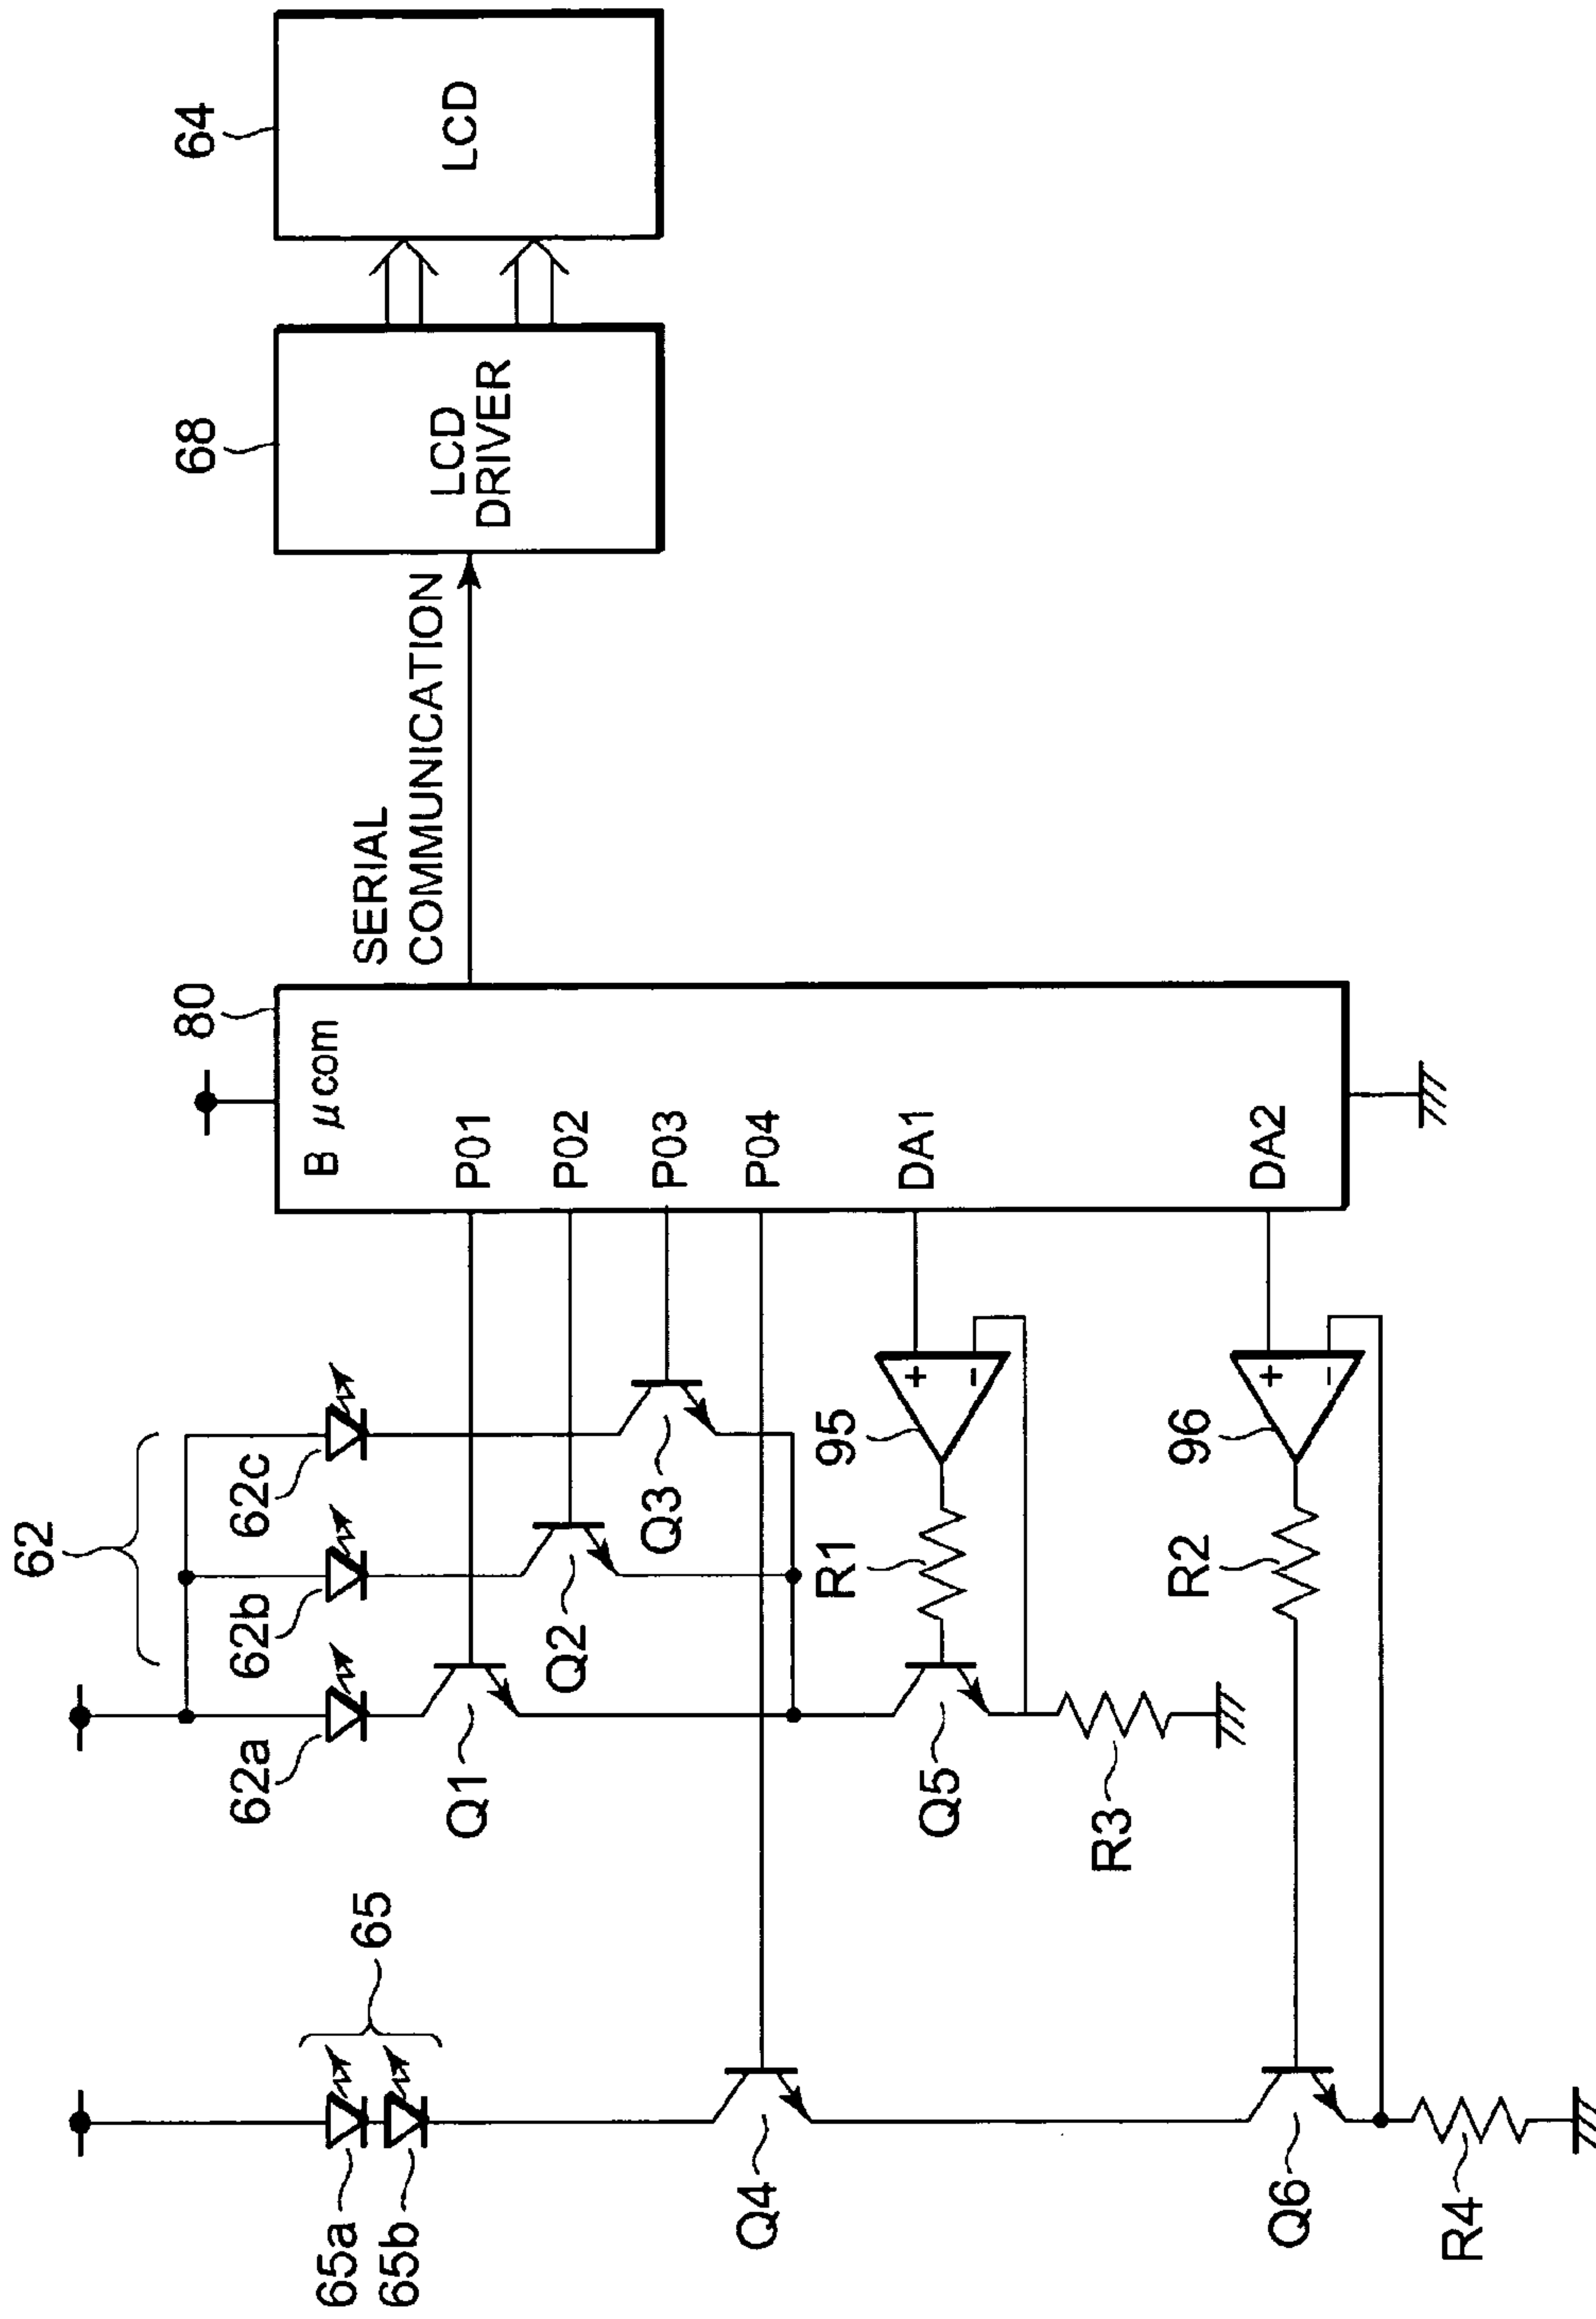 62
65
65a
65b
62a
62b
62c
80
B μcom
SERIAL
COMMUNICATION
68
LCD
DRIVER
64
LCD
P01
P02
P03
P04
DA1
DA2
Q1
Q2
Q3
Q4
95
+
-
R1
Q5
R3
96
+
-
R2
Q6
R4